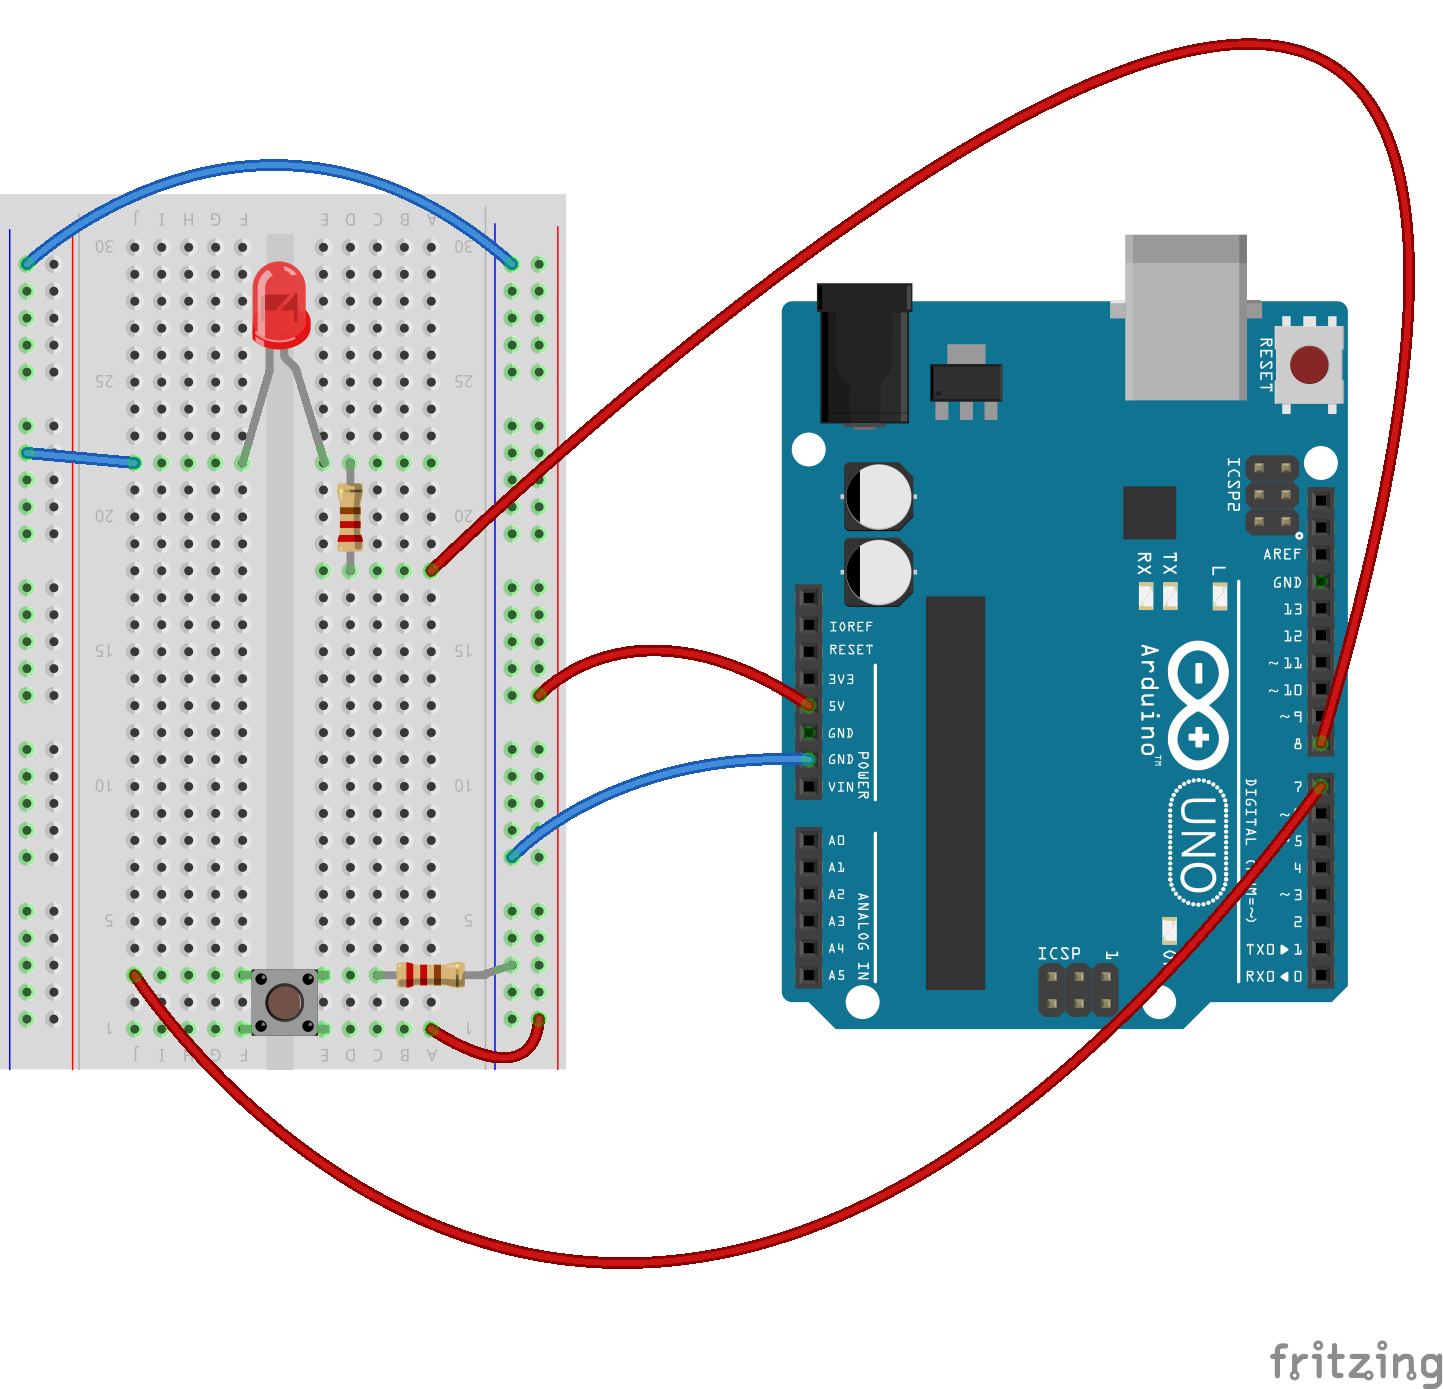 J I H G F E D C B A
30 30
25 25
20 20
15 15
10 10
5 5
1 1
J I H G F E D C B A
RESET
ICSP2
AREF
GND
13
12
~11
~10
~9
8
7
~
5
4
~3
2
TX0▶1
RX0◀0
RX TX L
IOREF
RESET
3V3
5V
GND
GND
VIN
POWER
A0
A1
A2
A3
A4
A5
ANALOG IN
Arduino™
UNO
DIGITAL
ICSP 1
fritzing